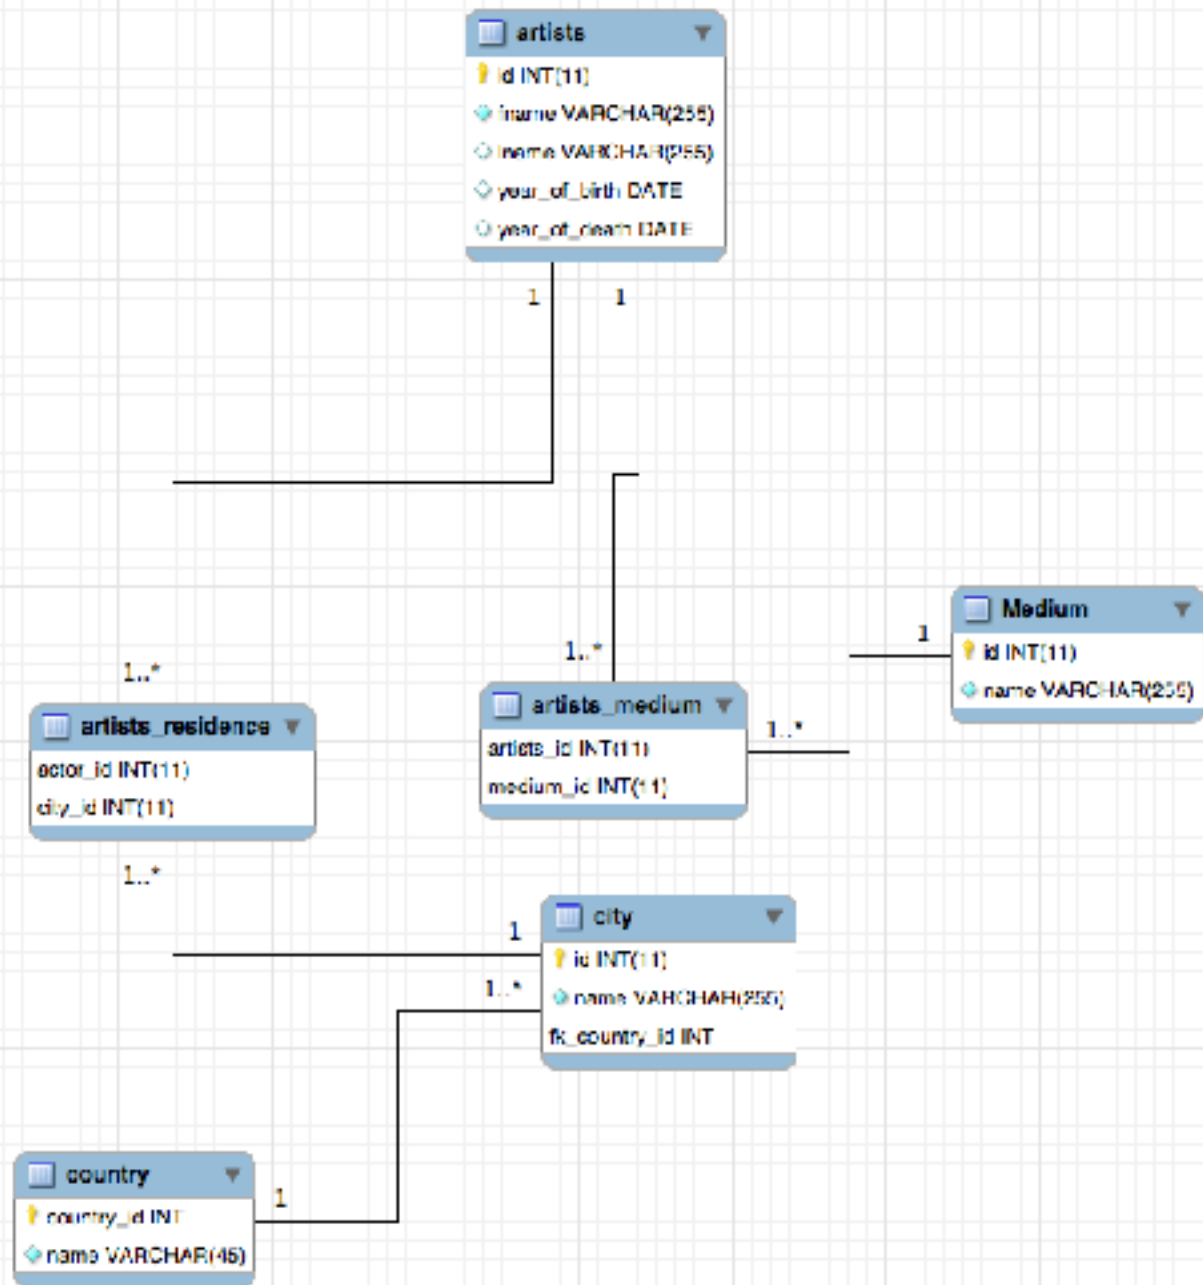 artists
id INT(11)
fname VARCHAR(255)
lname VARCHAR(255)
year_of_birth DATE
year_of_death DATE
1
1
1..*
1..*
artists_residence
actor_id INT(11)
city_id INT(11)
1..*
artists_medium
artists_id INT(11)
medium_id INT(11)
1..*
1
Medium
id INT(11)
name VARCHAR(255)
1
1..*
city
id INT(11)
name VARCHAR(255)
fk_country_id INT
country
country_id INT
name VARCHAR(45)
1